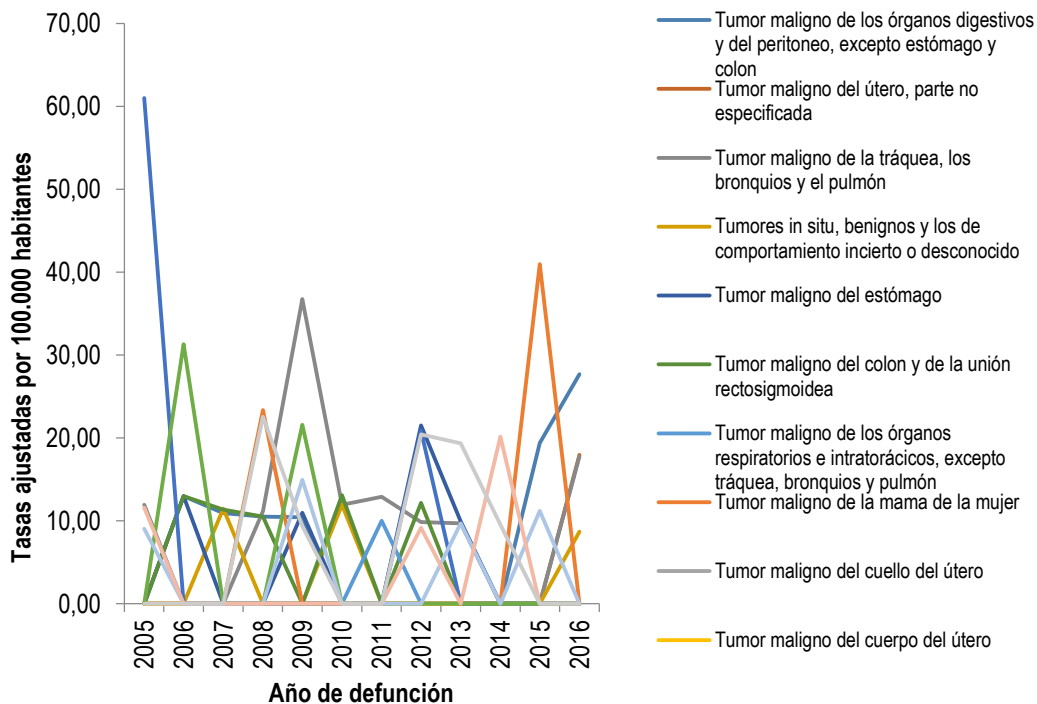 Tasas ajustadas por 100.000 habitantes
70,00
60,00
50,00
40,00
30,00
20,00
10,00
0,00
2005
2006
2007
2008
2009
2010
2011
2012
2013
2014
2015
2016
Año de defunción
Tumor maligno de los órganos digestivos
y del peritoneo, excepto estómago y
colon
Tumor maligno del útero, parte no
especificada
Tumor maligno de la tráquea, los
bronquios y el pulmón
Tumores in situ, benignos y los de
comportamiento incierto o desconocido
Tumor maligno del estómago
Tumor maligno del colon y de la unión
rectosigmoidea
Tumor maligno de los órganos
respiratorios e intratorácicos, excepto
tráquea, bronquios y pulmón
Tumor maligno de la mama de la mujer
Tumor maligno del cuello del útero
Tumor maligno del cuerpo del útero